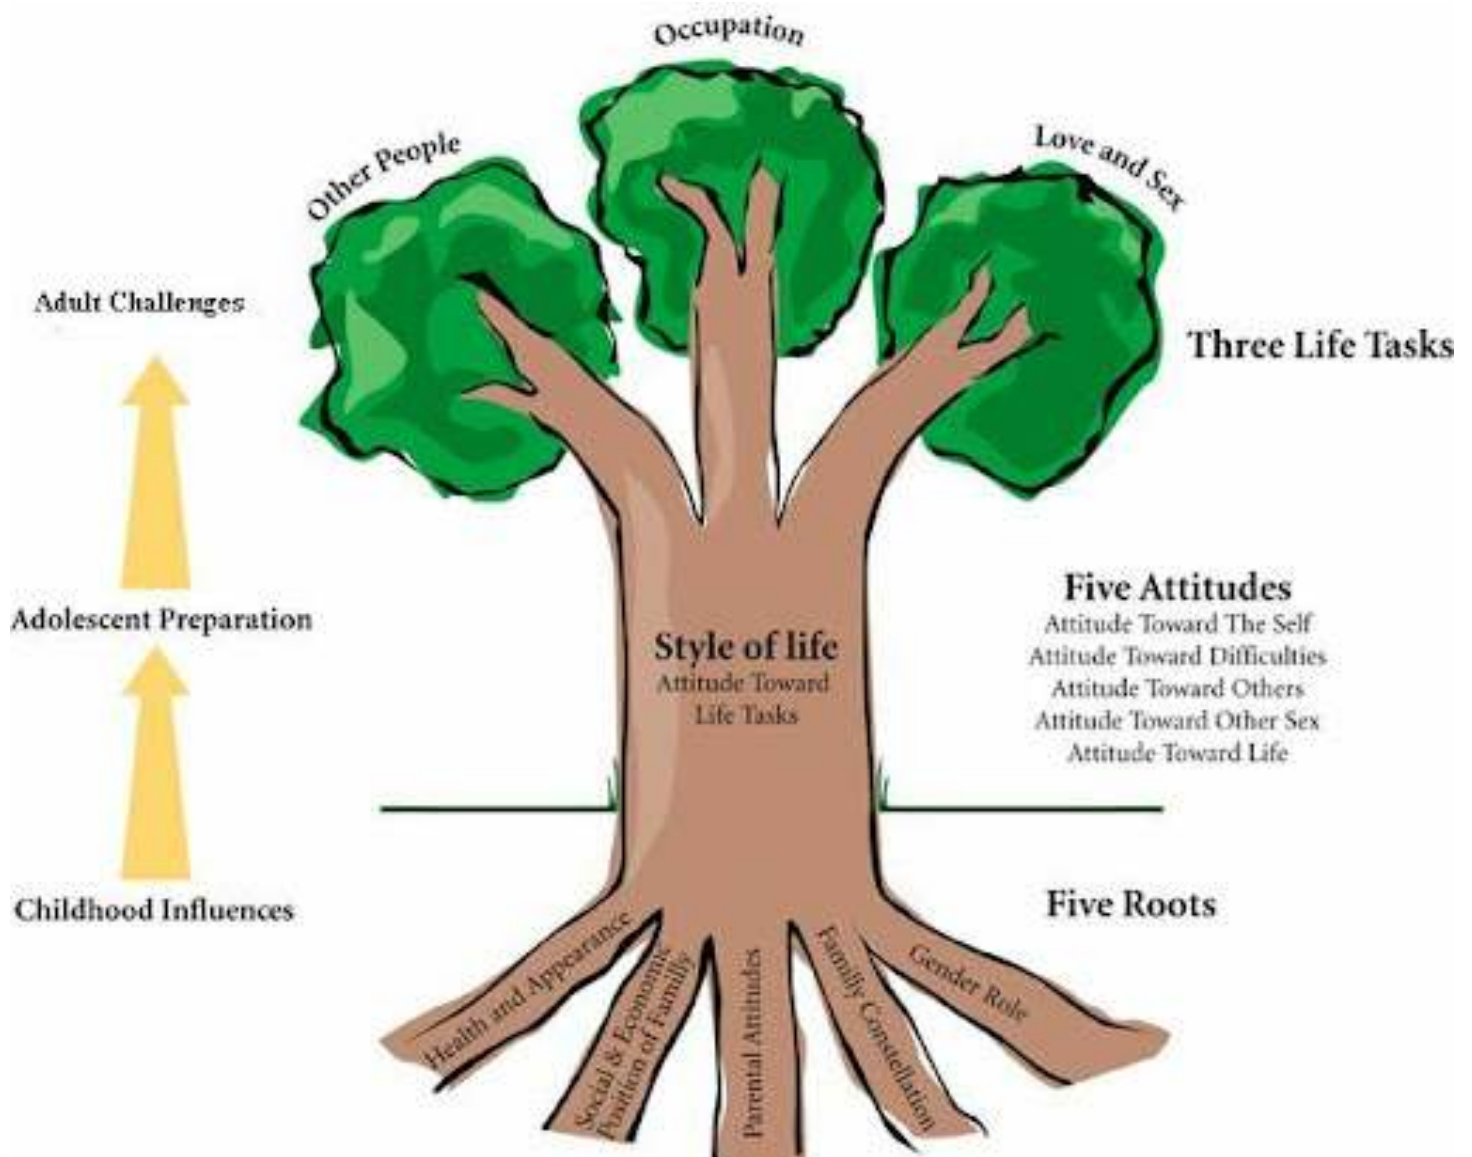 Occupation
Other People
Love and Sex
Adult Challenges
Three Life Tasks
Adolescent Preparation
Five Attitudes
Attitude Toward The Self
Attitude Toward Difficulties
Attitude Toward Others
Attitude Toward Other Sex
Attitude Toward Life
Style of life
Attitude Toward
Life Tasks
Childhood Influences
Five Roots
Health and Appearance
Social & Economic
Position of Familly
Parental Attitudes
Familly Constellation
Gender Role